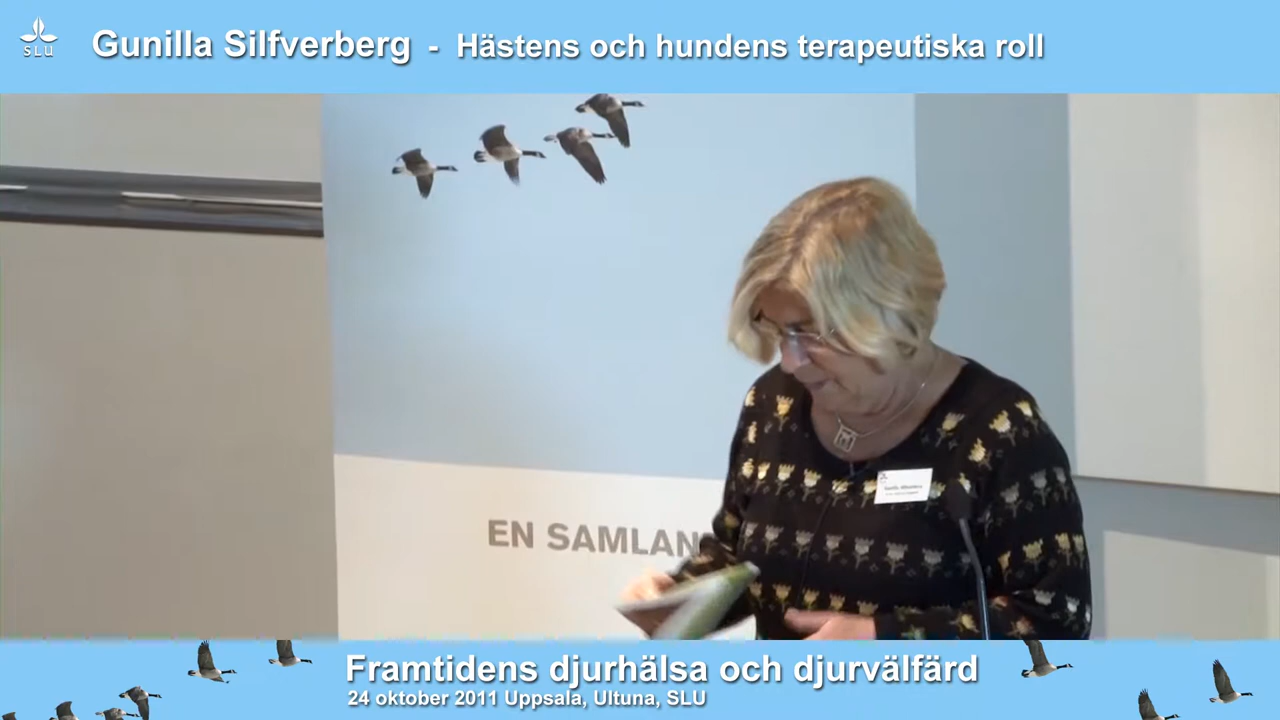 SLU
Gunilla Silfverberg - Hästens och hundens terapeutiska roll
EN SAMLAN
Framtidens djurhälsa och djurvälfärd
24 oktober 2011 Uppsala, Ultuna, SLU